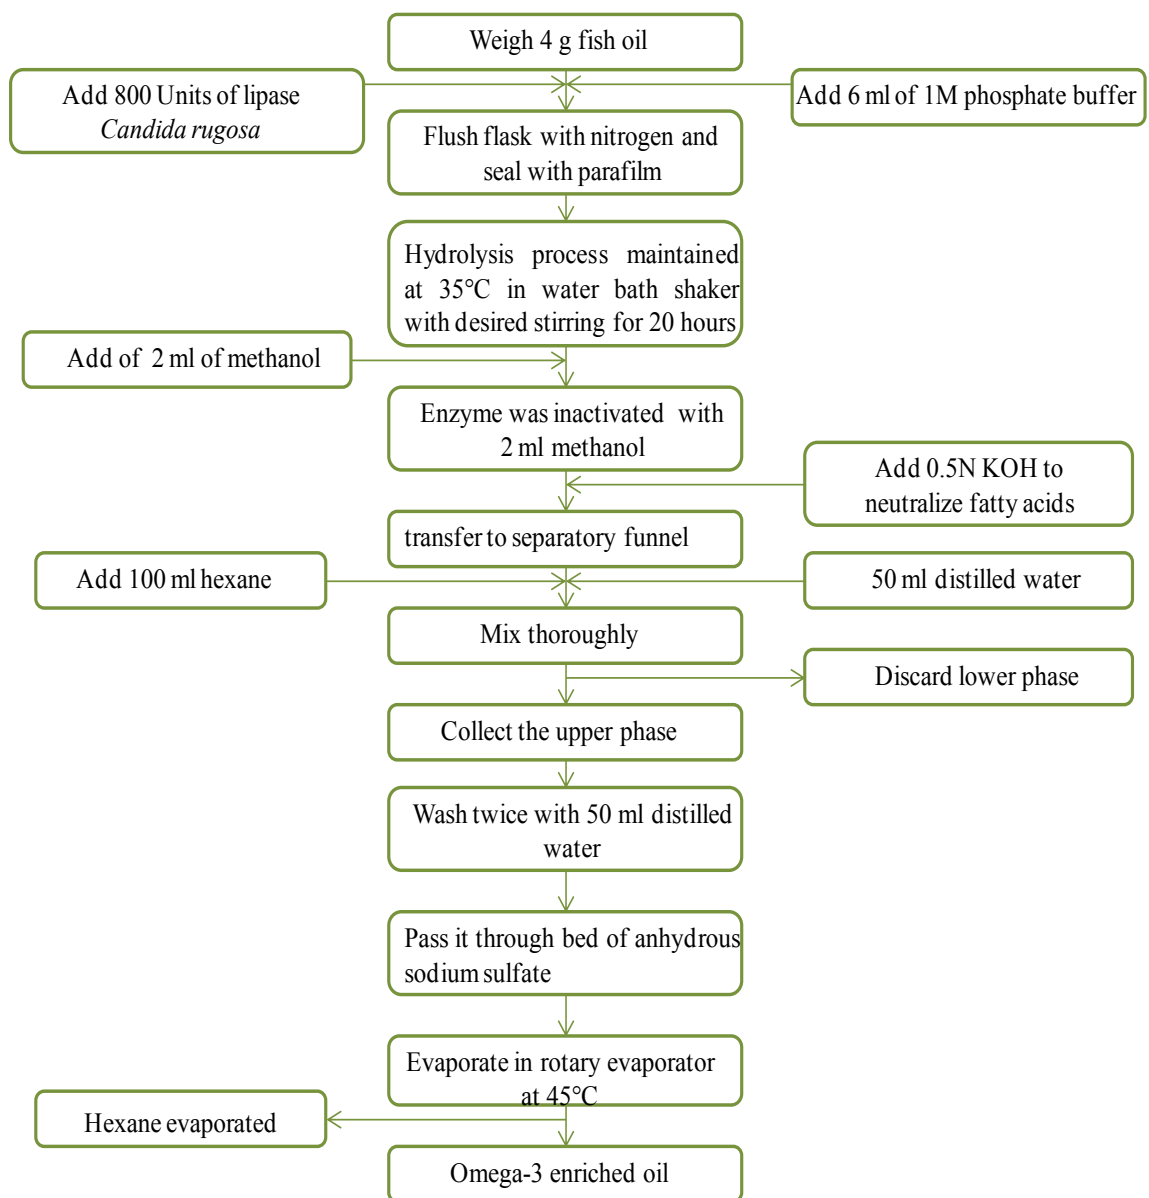 Weigh 4 g fish oil
Add 800 Units of lipase
Candida rugosa
Add 6 ml of 1M phosphate buffer
Flush flask with nitrogen and
seal with parafilm
Hydrolysis process maintained
at 35°C in water bath shaker
with desired stirring for 20 hours
Add of 2 ml of methanol
Enzyme was inactivated with
2 ml methanol
Add 0.5N KOH to
neutralize fatty acids
transfer to separatory funnel
Add 100 ml hexane
50 ml distilled water
Mix thoroughly
Discard lower phase
Collect the upper phase
Wash twice with 50 ml distilled
water
Pass it through bed of anhydrous
sodium sulfate
Evaporate in rotary evaporator
at 45°C
Hexane evaporated
Omega-3 enriched oil